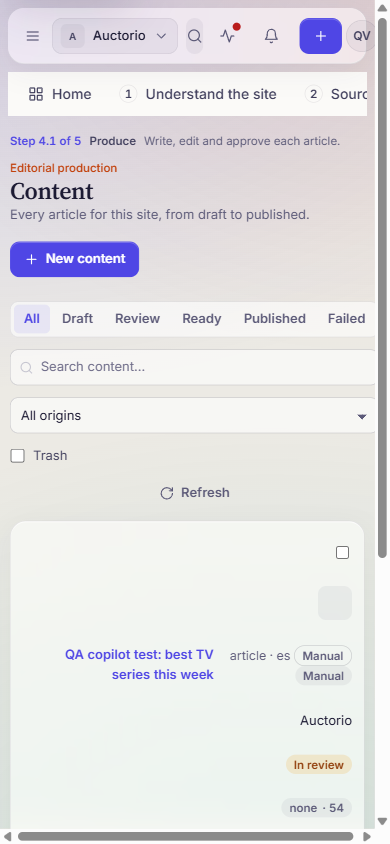 A Auctorio QV
Home 1 Understand the site 2 Sourc
Step 4.1 of 5 Produce Write, edit and approve each article.
Editorial production
Content
Every article for this site, from draft to published.
+ New content
All Draft Review Ready Published Failed
Search content...
All origins
Trash
Refresh
QA copilot test: best TV series this week
article · es Manual
Manual
Auctorio
In review
none · 54